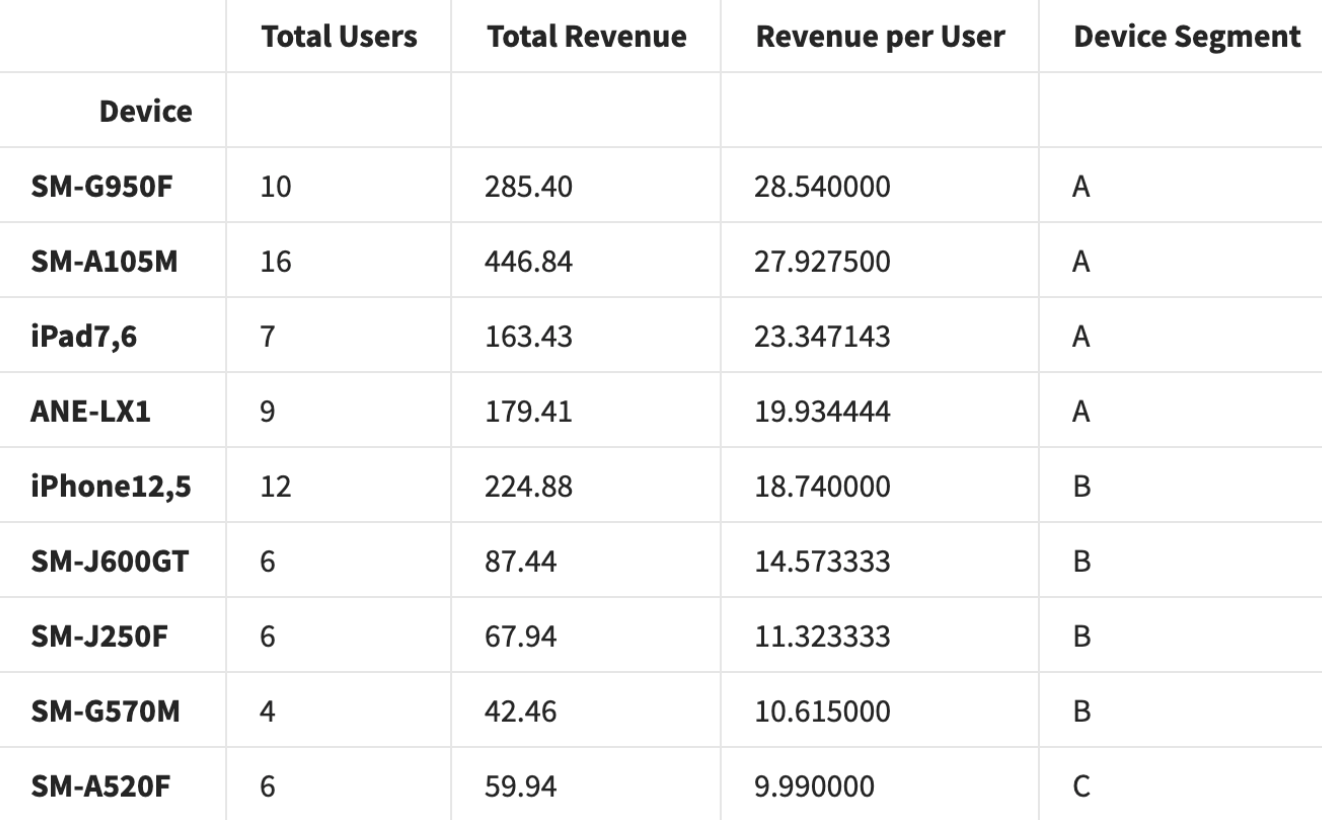 Total Users Total Revenue Revenue per User Device Segment
Device
SM-G950F 10 285.40 28.540000 A
SM-A105M 16 446.84 27.927500 A
iPad7,6 7 163.43 23.347143 A
ANE-LX1 9 179.41 19.934444 A
iPhone12,5 12 224.88 18.740000 B
SM-J600GT 6 87.44 14.573333 B
SM-J250F 6 67.94 11.323333 B
SM-G570M 4 42.46 10.615000 B
SM-A520F 6 59.94 9.990000 C